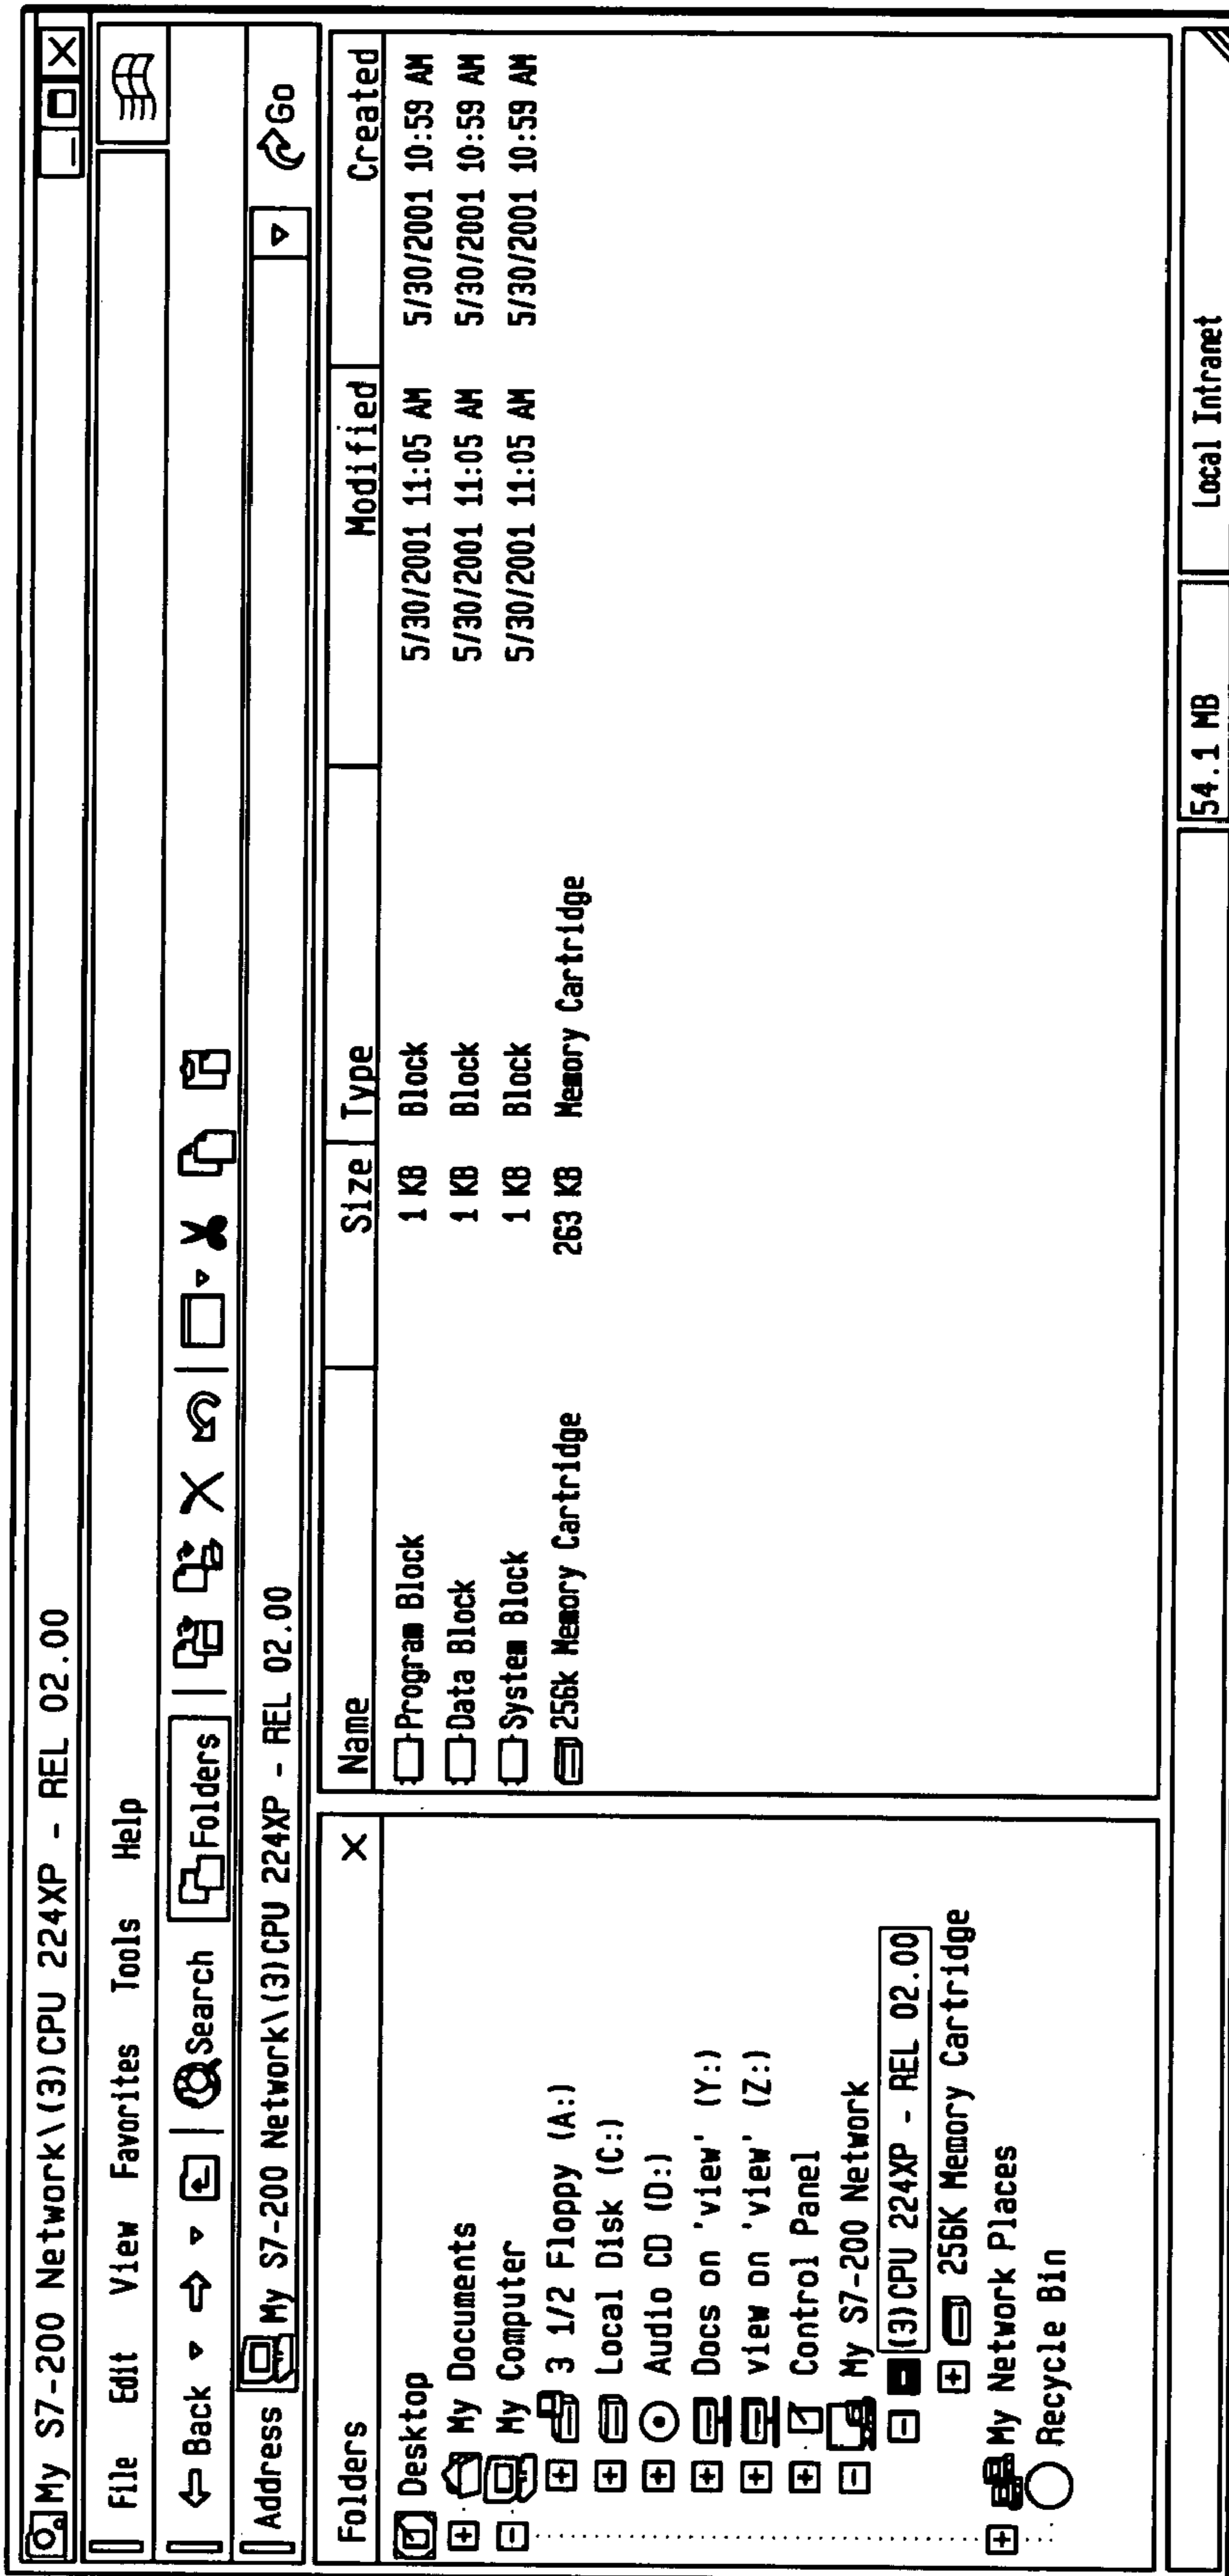 My S7-200 Network\(3)CPU 224XP - REL 02.00
File Edit View Favorites Tools Help
Back Search Folders
Address My S7-200 Network\(3)CPU 224XP - REL 02.00 Go
Folders
Desktop
My Documents
My Computer
3 1/2 Floppy (A:)
Local Disk (C:)
Audio CD (D:)
Docs on 'view' (Y:)
view on 'view' (Z:)
Control Panel
My S7-200 Network
(3)CPU 224XP - REL 02.00
256K Memory Cartridge
My Network Places
Recycle Bin
Name Size Type Modified Created
Program Block 1 KB Block 5/30/2001 11:05 AM 5/30/2001 10:59 AM
Data Block 1 KB Block 5/30/2001 11:05 AM 5/30/2001 10:59 AM
System Block 1 KB Block 5/30/2001 11:05 AM 5/30/2001 10:59 AM
256k Memory Cartridge 263 KB Memory Cartridge
54.1 MB Local Intranet